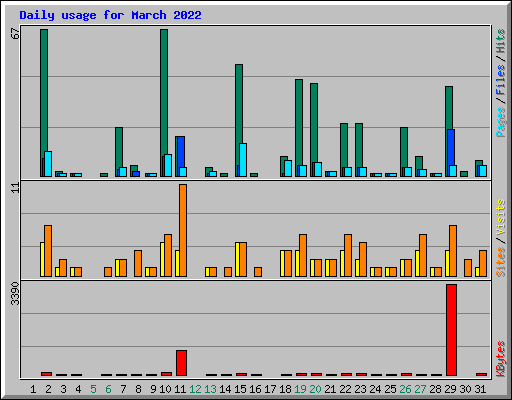 Daily usage for March 2022
67
Pages / Files / Hits
11
Sites / Visits
3390
KBytes
1 2 3 4 5 6 7 8 9 10 11 12 13 14 15 16 17 18 19 20 21 22 23 24 25 26 27 28 29 30 31